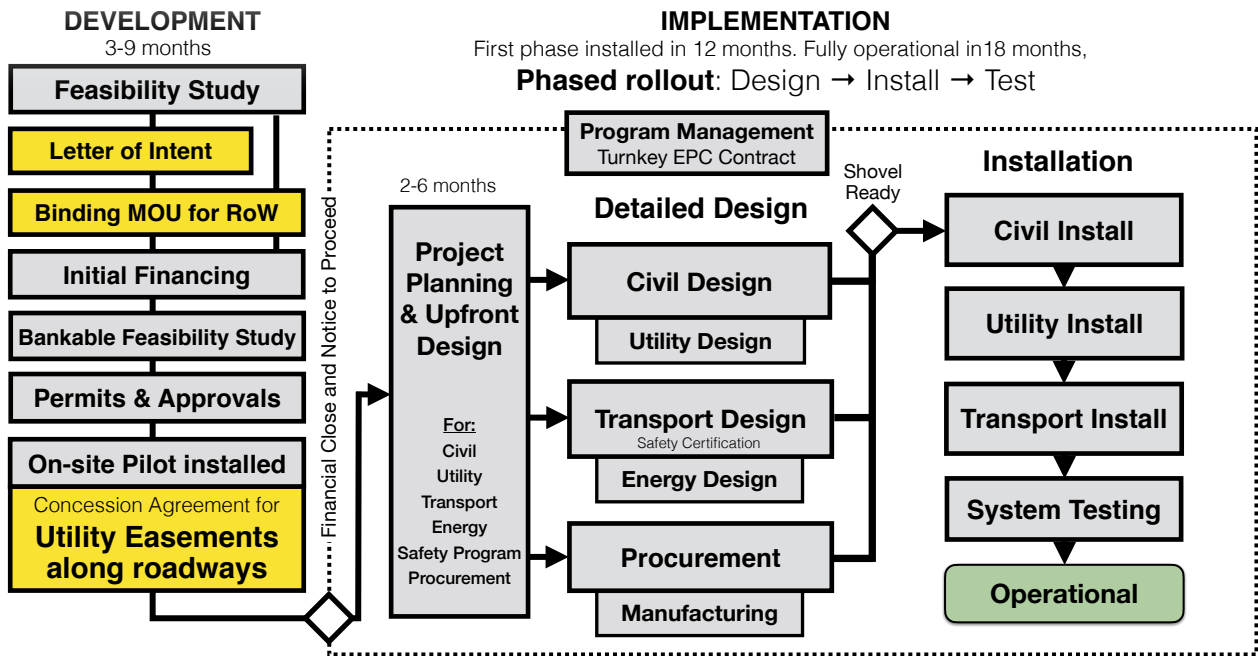 DEVELOPMENT
3-9 months
Feasibility Study
Letter of Intent
Binding MOU for RoW
Initial Financing
Bankable Feasibility Study
Permits & Approvals
On-site Pilot installed
Concession Agreement for
Utility Easements
along roadways
Financial Close and Notice to Proceed
IMPLEMENTATION
First phase installed in 12 months. Fully operational in18 months,
Phased rollout: Design → Install → Test
Program Management
Turnkey EPC Contract
2-6 months
Project
Planning
& Upfront
Design
For:
Civil
Utility
Transport
Energy
Safety Program
Procurement
Detailed Design
Civil Design
Utility Design
Transport Design
Safety Certification
Energy Design
Procurement
Manufacturing
Shovel
Ready
Installation
Civil Install
Utility Install
Transport Install
System Testing
Operational